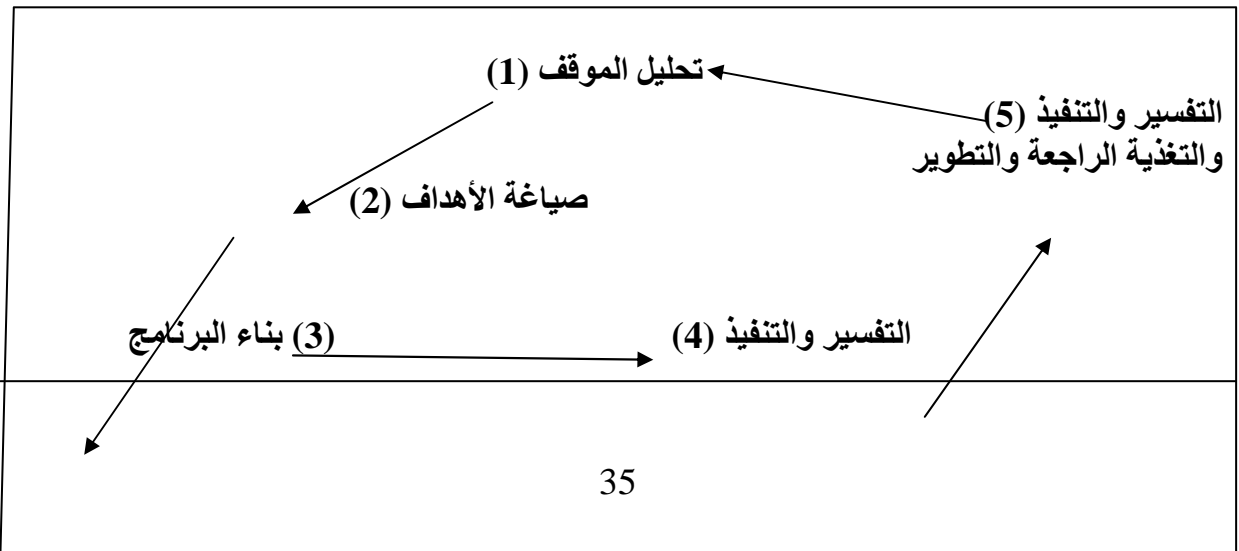 تحليل الموقف (1)
التفسير والتنفيذ (5)
والتغذية الراجعة والتطوير
صياغة الأهداف (2)
(3) بناء البرنامج
التفسير والتنفيذ (4)
35